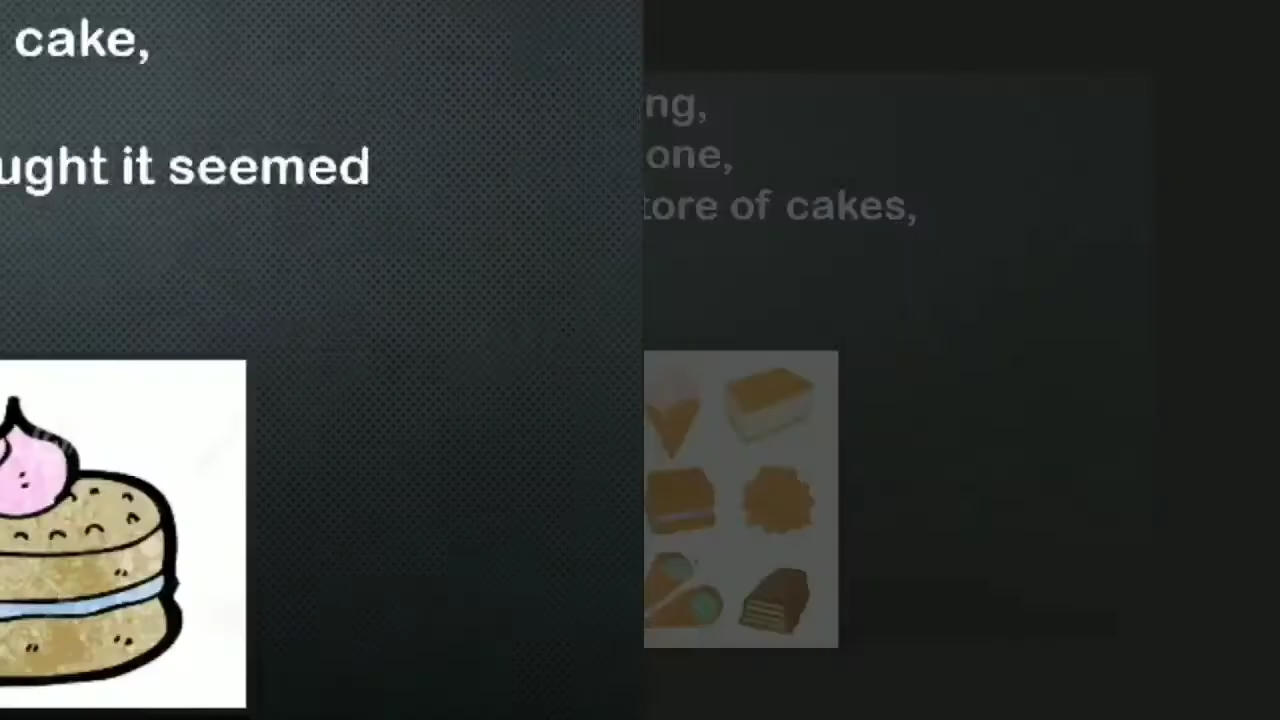 cake,
ught it seemed
ng,
one,
tore of cakes,